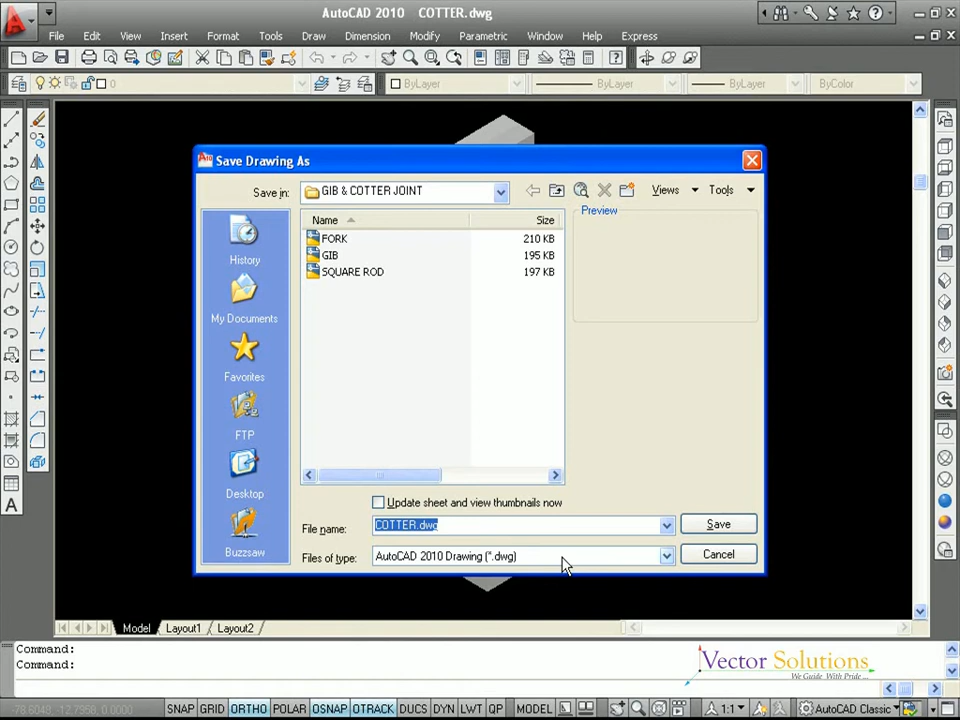 AutoCAD 2010 COTTER.dwg
File Edit View Insert Format Tools Draw Dimension Modify Parametric Window Help Express
0 ByLayer ByLayer ByLayer ByColor
Save Drawing As
Save in: GIB & COTTER JOINT Views Tools
Name Size Preview
FORK 210 KB
GIB 195 KB
SQUARE ROD 197 KB
History
My Documents
Favorites
FTP
Desktop
Buzzsaw
Update sheet and view thumbnails now
File name: COTTER.dwg Save
Files of type: AutoCAD 2010 Drawing (*.dwg) Cancel
A
Model Layout1 Layout2
Command:
Command:
Vector Solutions
We Guide With Pride ...
SNAP GRID ORTHO POLAR OSNAP OTRACK DUCS DYN LWT QP MODEL 1:1 AutoCAD Classic